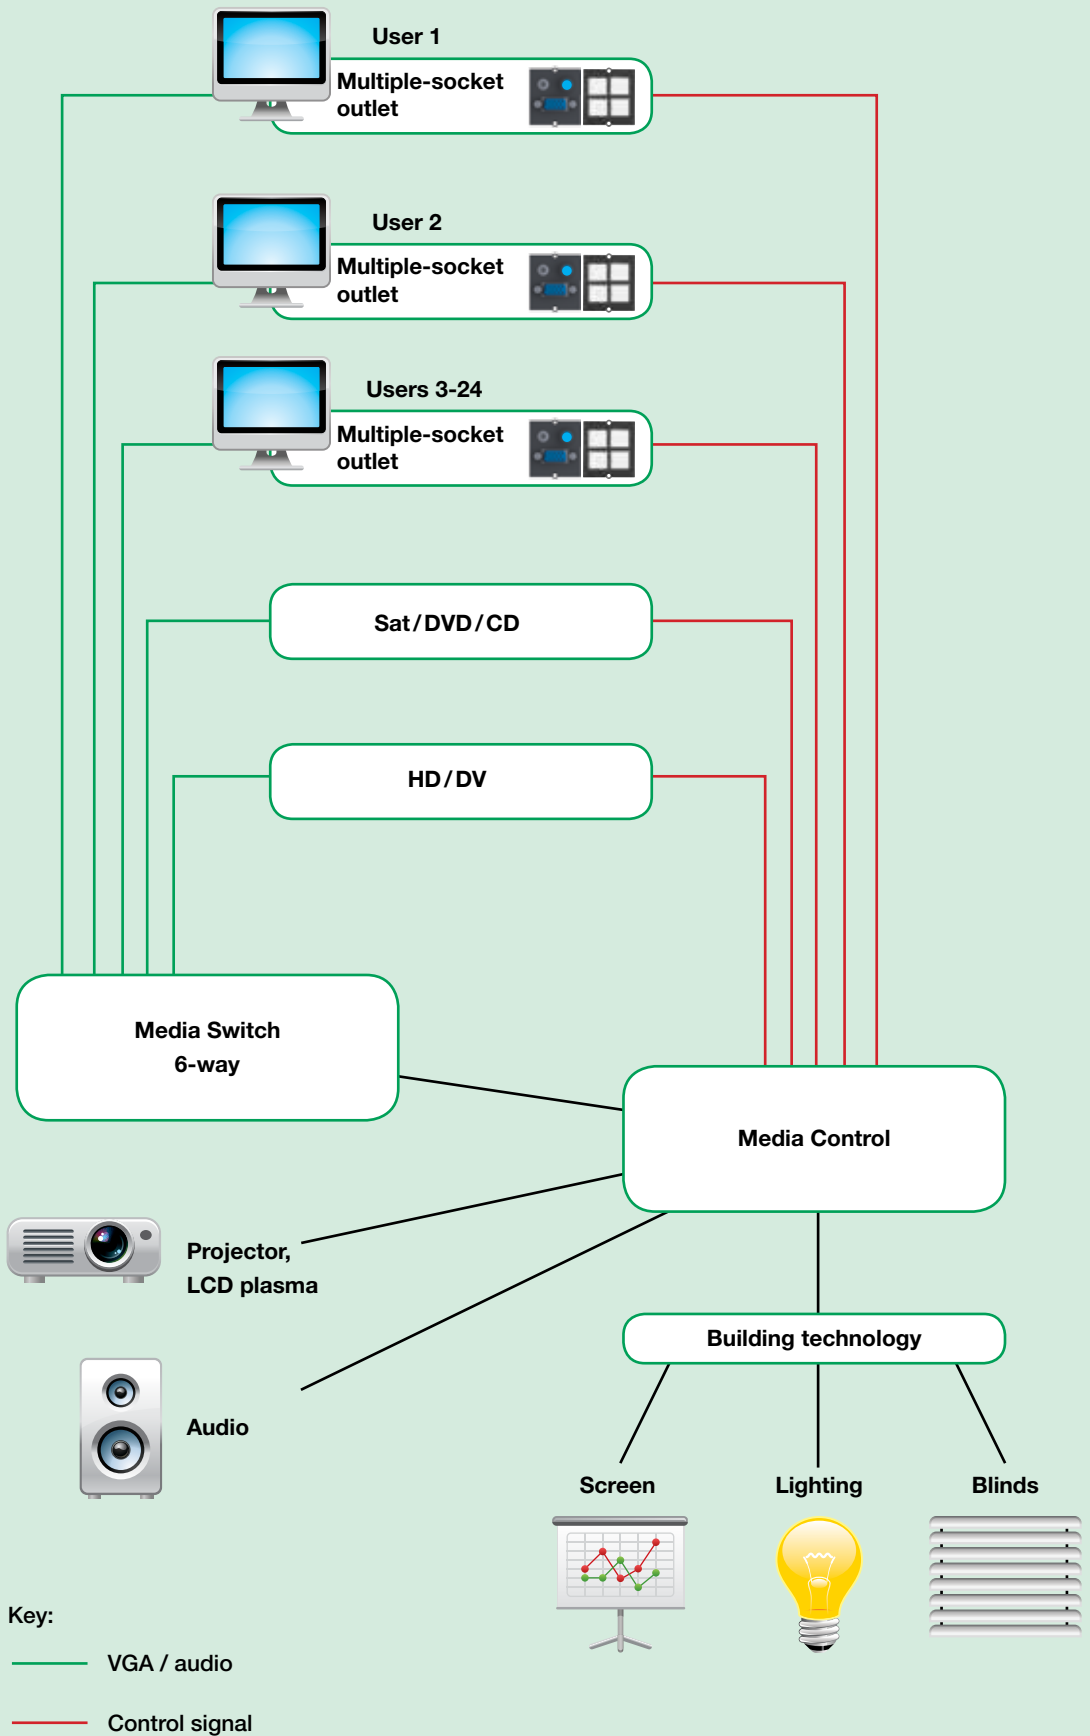 User 1
Multiple-socket
outlet
User 2
Multiple-socket
outlet
Users 3-24
Multiple-socket
outlet
Sat/DVD/CD
HD/DV
Media Switch
6-way
Media Control
Projector,
LCD plasma
Building technology
Audio
Screen
Lighting
Blinds
Key:
VGA / audio
Control signal